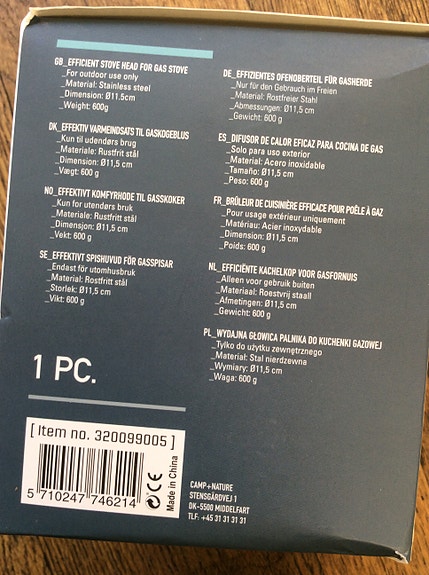 GB_EFFICIENT STOVE HEAD FOR GAS STOVE
_For outdoor use only
_Material: Stainless steel
_Dimension: Ø11.5cm
_Weight: 600g
DK_EFFEKTIV VARMEINDSATS TIL GASKOGEBLUS
_Kun til udendørs brug
_Materiale: Rustfrit stål
_Dimension: Ø11,5 cm
_Vægt: 600 g
NO_EFFEKTIVT KOMFYRHODE TIL GASSKOKER
_Kun for utendørs bruk
_Materiale: Rustfritt stål
_Dimensjon: Ø11,5 cm
_Vekt: 600 g
SE_EFFEKTIVT SPISHUVUD FÖR GASSPISAR
_Endast för utomhusbruk
_Material: Rostfritt stål
_Storlek: Ø11,5 cm
_Vikt: 600 g
DE_EFFIZIENTES OFENOBERTEIL FÜR GASHERDE
_Nur für den Gebrauch im Freien
_Material: Rostfreier Stahl
_Abmessungen: Ø11,5 cm
_Gewicht: 600 g
ES_DIFUSOR DE CALOR EFICAZ PARA COCINA DE GAS
_Solo para uso exterior
_Material: Acero inoxidable
_Tamaño: Ø11,5 cm
_Peso: 600 g
FR_BRÛLEUR DE CUISINIÈRE EFFICACE POUR POÊLE À GAZ
_Pour usage extérieur uniquement
_Matériau: Acier inoxydable
_Dimension: Ø11,5 cm
_Poids: 600 g
NL_EFFICIËNTE KACHELKOP VOOR GASFORNUIS
_Alleen voor gebruik buiten
_Materiaal: Roestvrij staall
_Afmetingen: Ø11,5 cm
_Gewicht: 600 g
PL_WYDAJNA GŁOWICA PALNIKA DO KUCHENKI GAZOWEJ
_Tylko do użytku zewnętrznego
_Material: Stal nierdzewna
_Wymiary: Ø11,5 cm
_Waga: 600 g
1 PC.
[ Item no. 320099005 ]
5 710247 746214
CE
Made in China
CAMP+NATURE
STENSGÅRDVEJ 1
DK-5500 MIDDELFART
TLF: +45 31 31 31 31